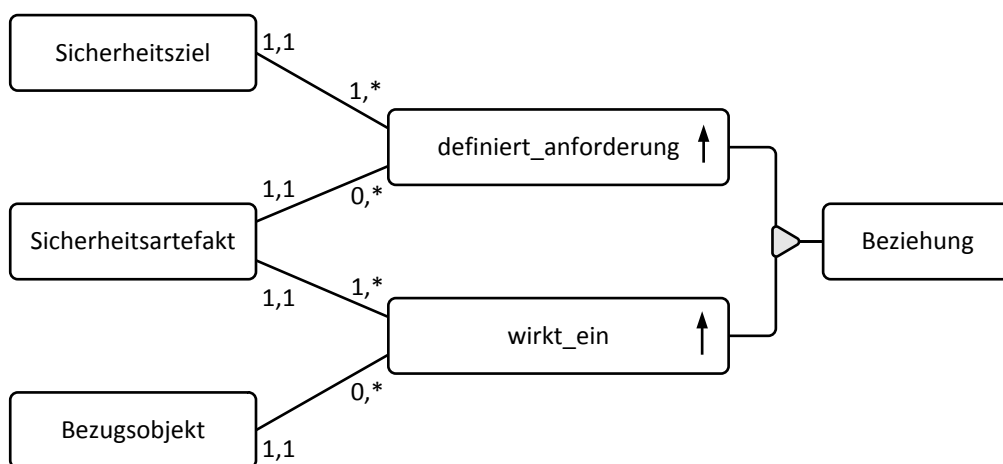 Sicherheitsziel
1,1
1,*
definiert_anforderung
1,1
0,*
Sicherheitsartefakt
Beziehung
1,1
1,*
wirkt_ein
0,*
Bezugsobjekt
1,1